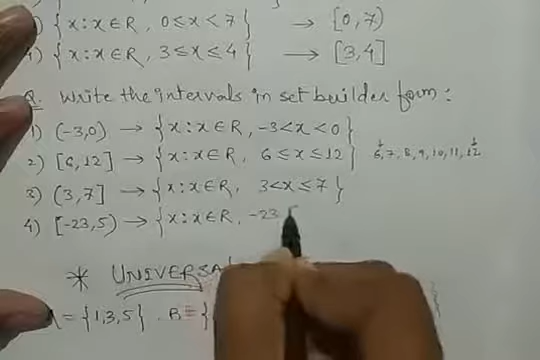 ) { x : x ∈ R, 0 ≤ x < 7 } → [0, 7)
4) { x : x ∈ R, 3 ≤ x ≤ 4 } → [3, 4]
Q. Write the intervals in set builder form :
1) (-3, 0) → { x : x ∈ R, -3 < x < 0 }
2) [6, 12] → { x : x ∈ R, 6 ≤ x ≤ 12 } 6, 7, 8, 9, 10, 11, 12
3) (3, 7] → { x : x ∈ R, 3 < x ≤ 7 }
4) [-23, 5) → { x : x ∈ R, -23
* UNIVERSAL
A = { 1, 3, 5 } . B = {
}